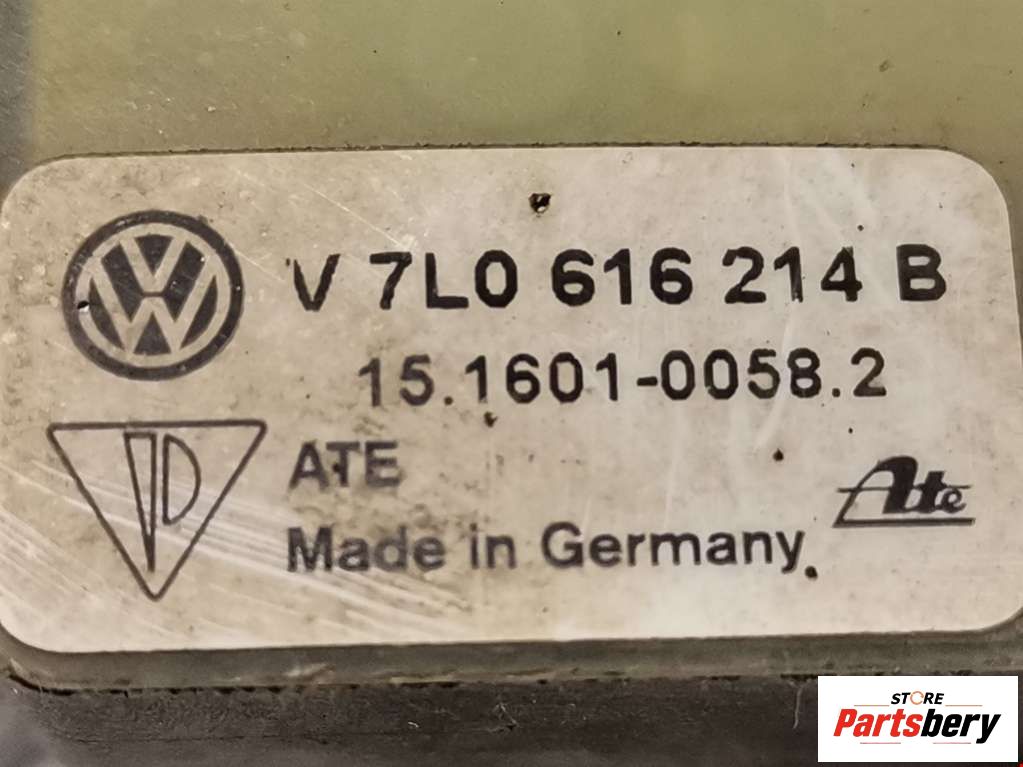 V 7L0 616 214 B
15.1601-0058.2
ATE
Ate
Made in Germany
STORE
Partsbery